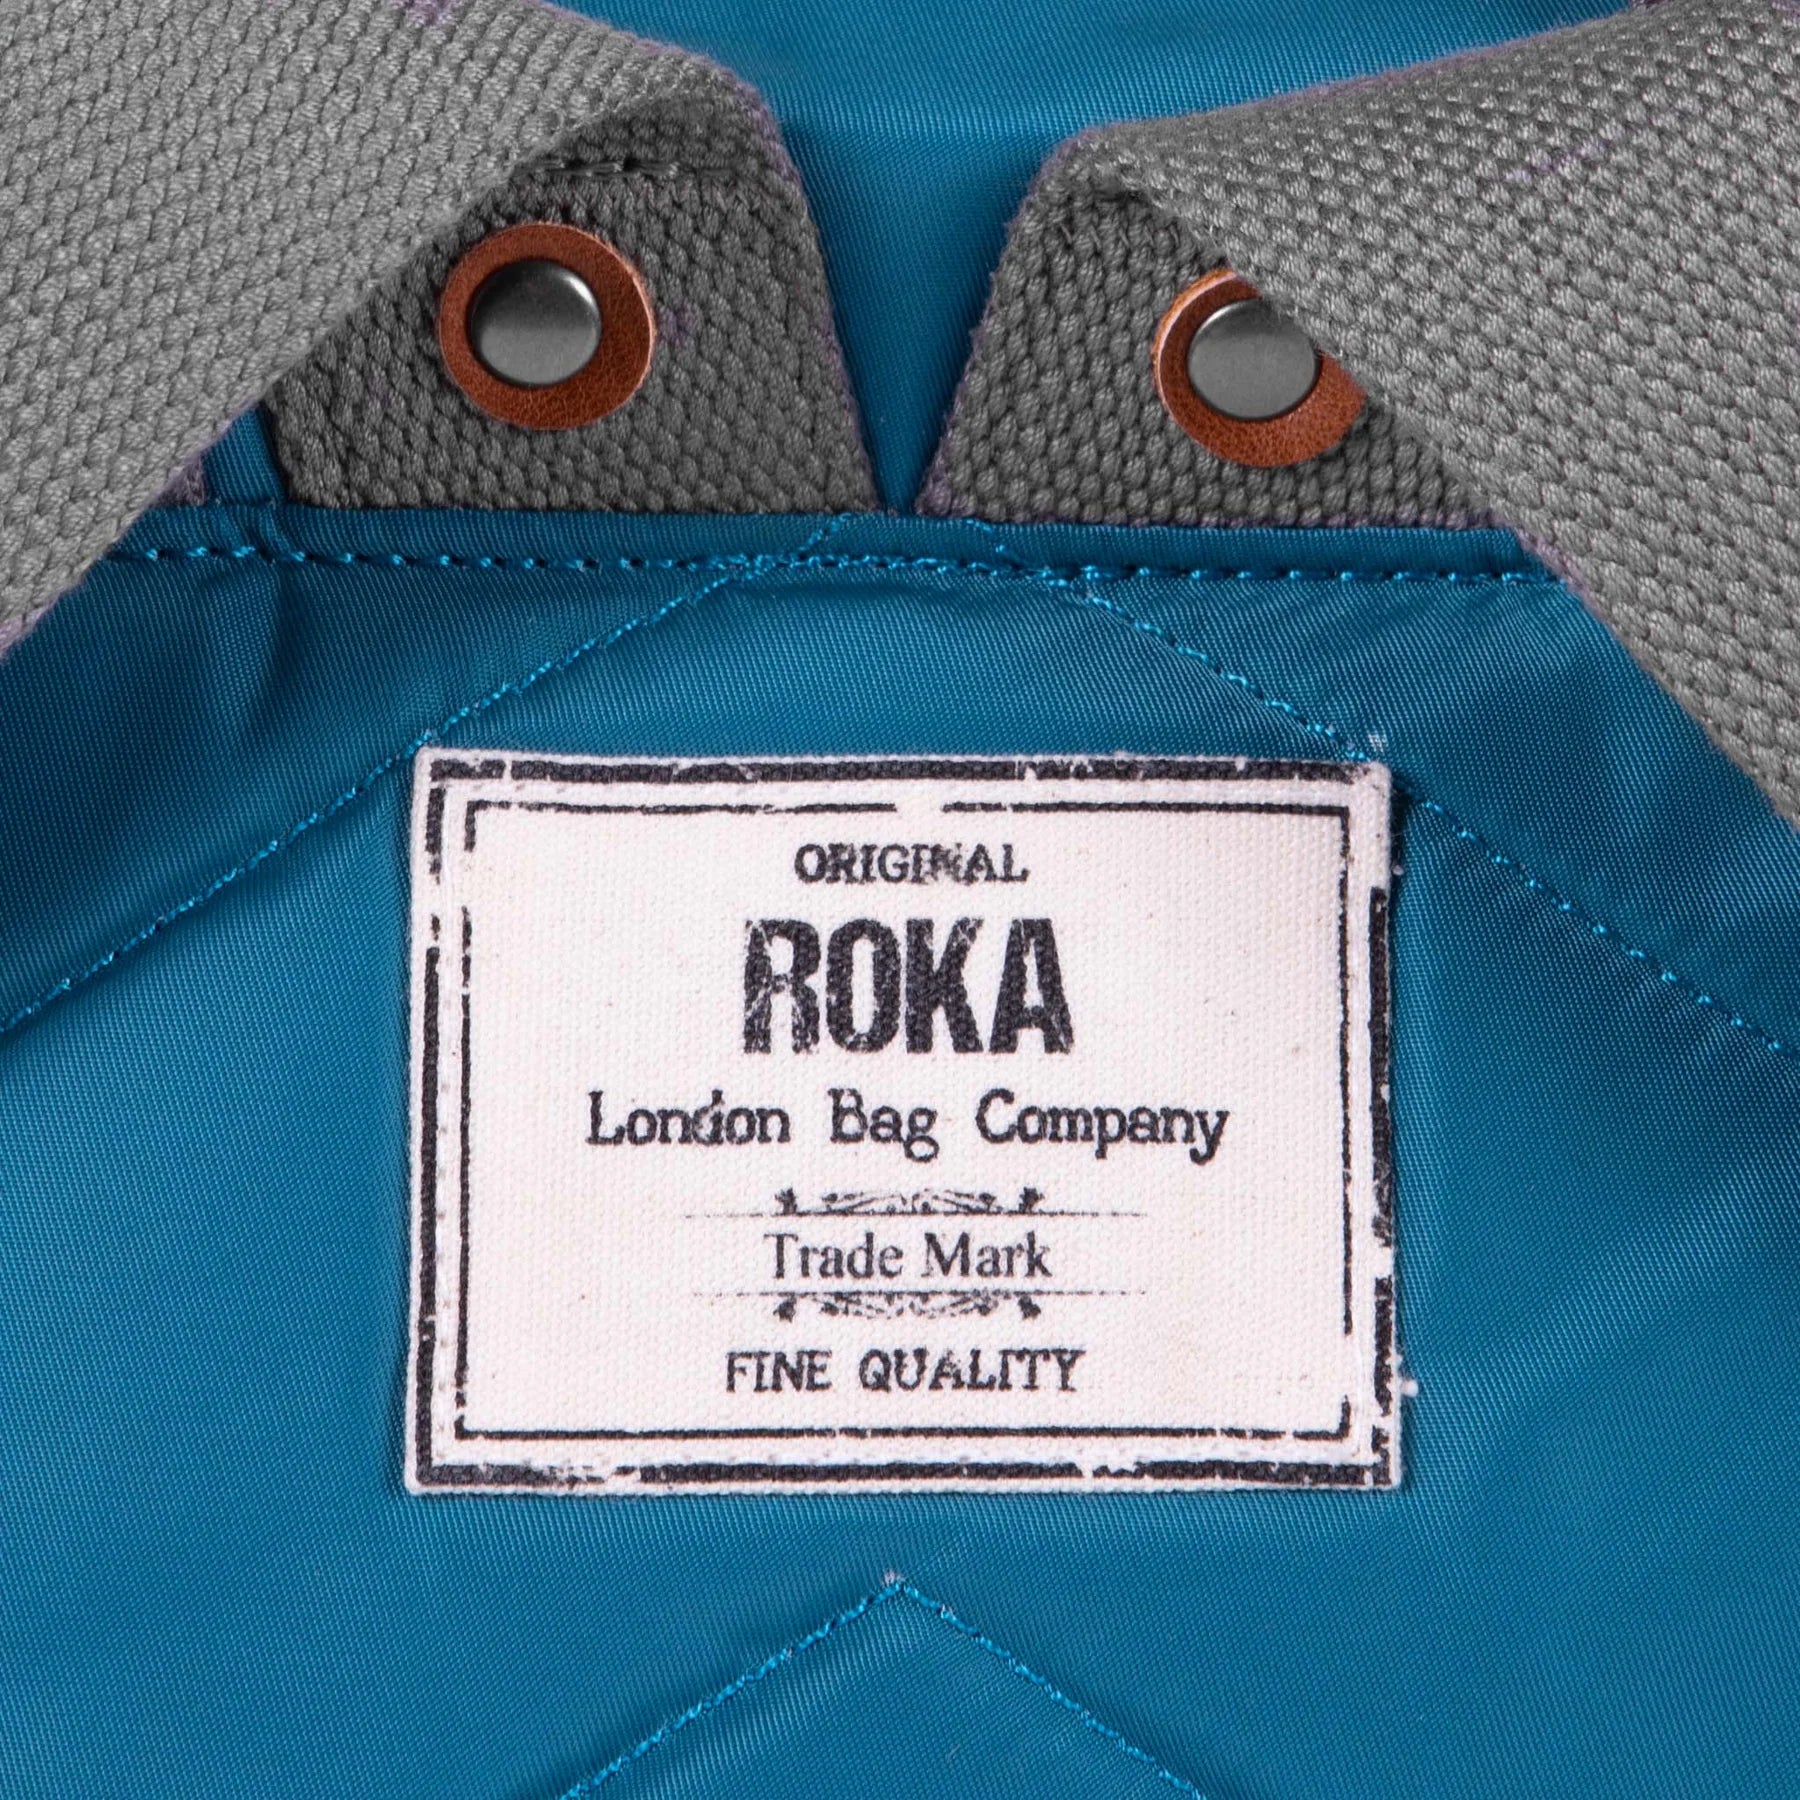 ORIGINAL
ROKA
London Bag Company
Trade Mark
FINE QUALITY